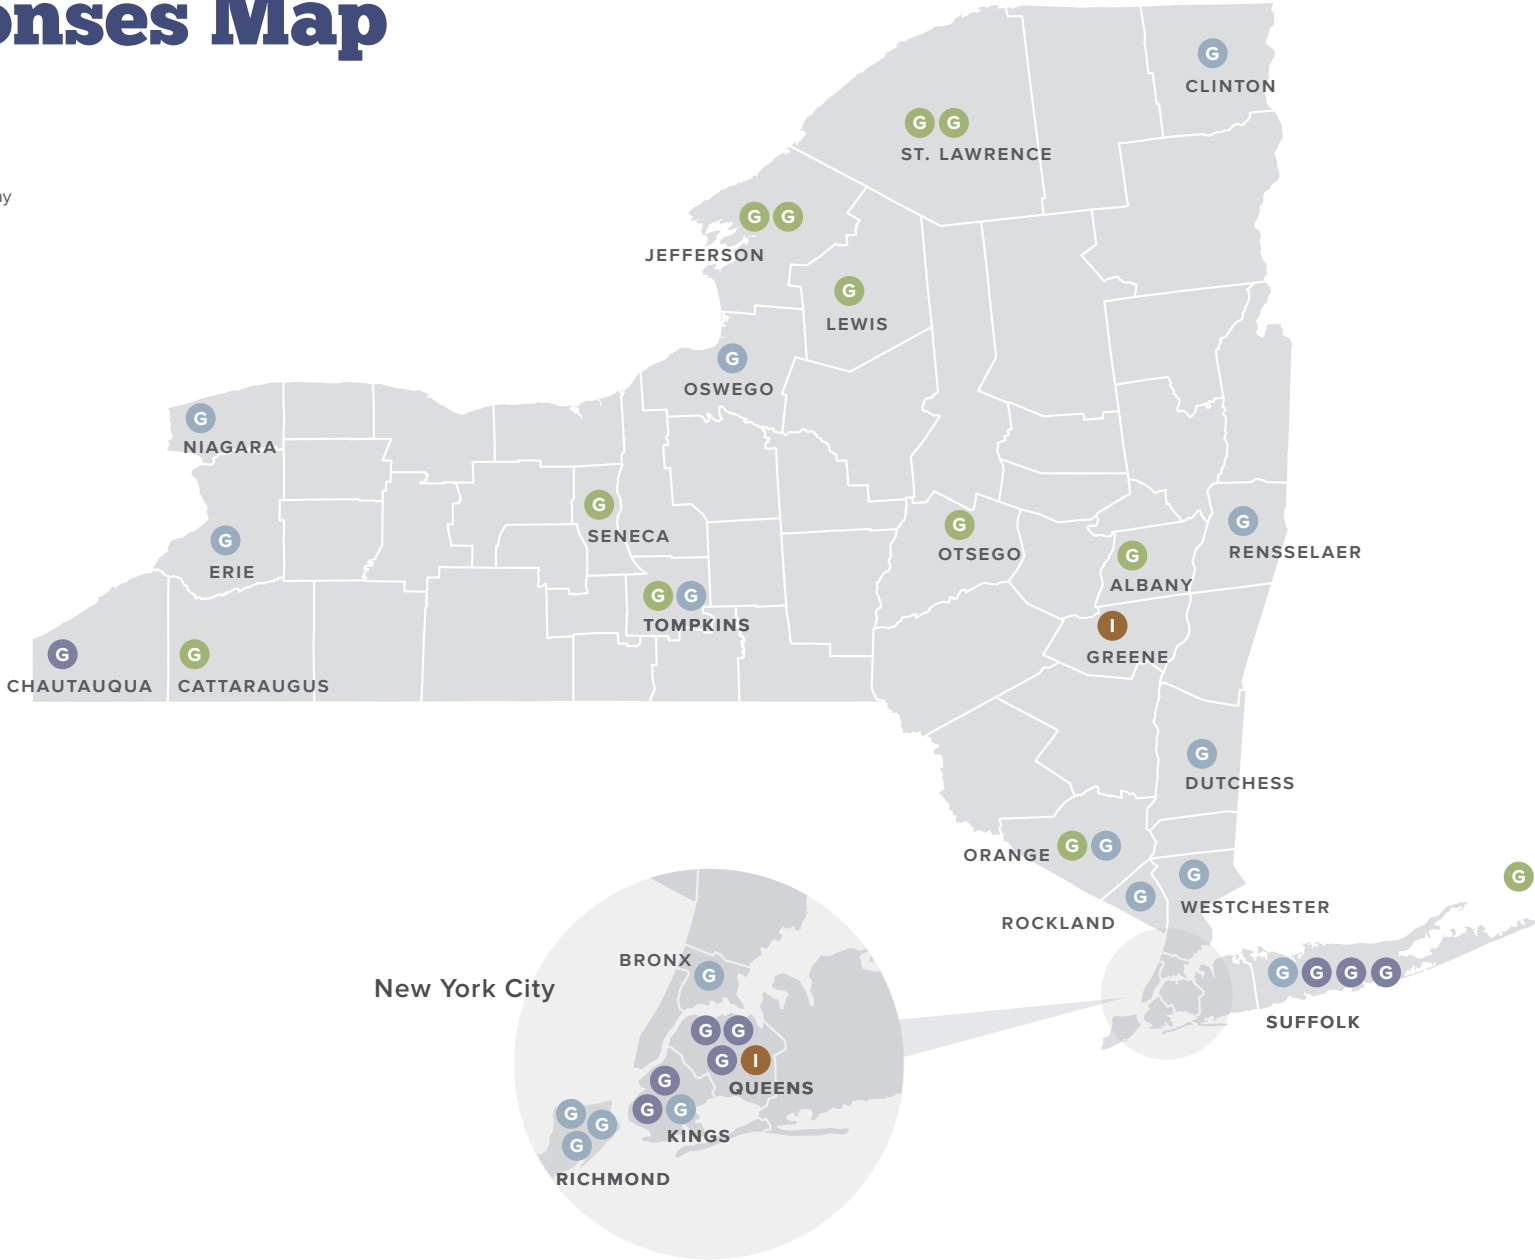 onses Map
G
CLINTON
G G
ST. LAWRENCE
ay
G G
JEFFERSON
G
LEWIS
G
OSWEGO
G
NIAGARA
G
SENECA
G
OTSEGO
G
RENSSELAER
G
ERIE
G
ALBANY
G G
TOMPKINS
I
GREENE
G
CHAUTAUQUA
G
CATTARAUGUS
G
DUTCHESS
ORANGE G G
G
WESTCHESTER
G
ROCKLAND
G
BRONX G
New York City
G G G G
SUFFOLK
G G
G I
QUEENS
G
G G
KINGS
G
G
G
RICHMOND